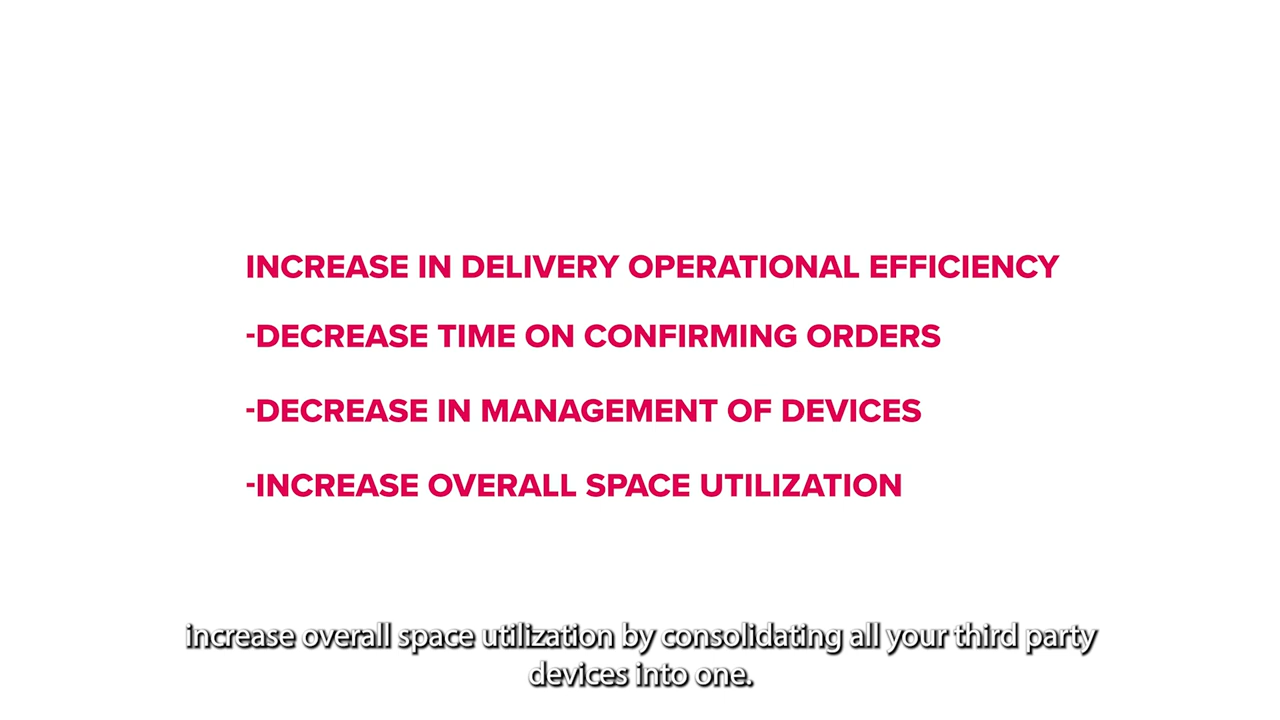 INCREASE IN DELIVERY OPERATIONAL EFFICIENCY
-DECREASE TIME ON CONFIRMING ORDERS
-DECREASE IN MANAGEMENT OF DEVICES
-INCREASE OVERALL SPACE UTILIZATION
increase overall space utilization by consolidating all your third party
devices into one.